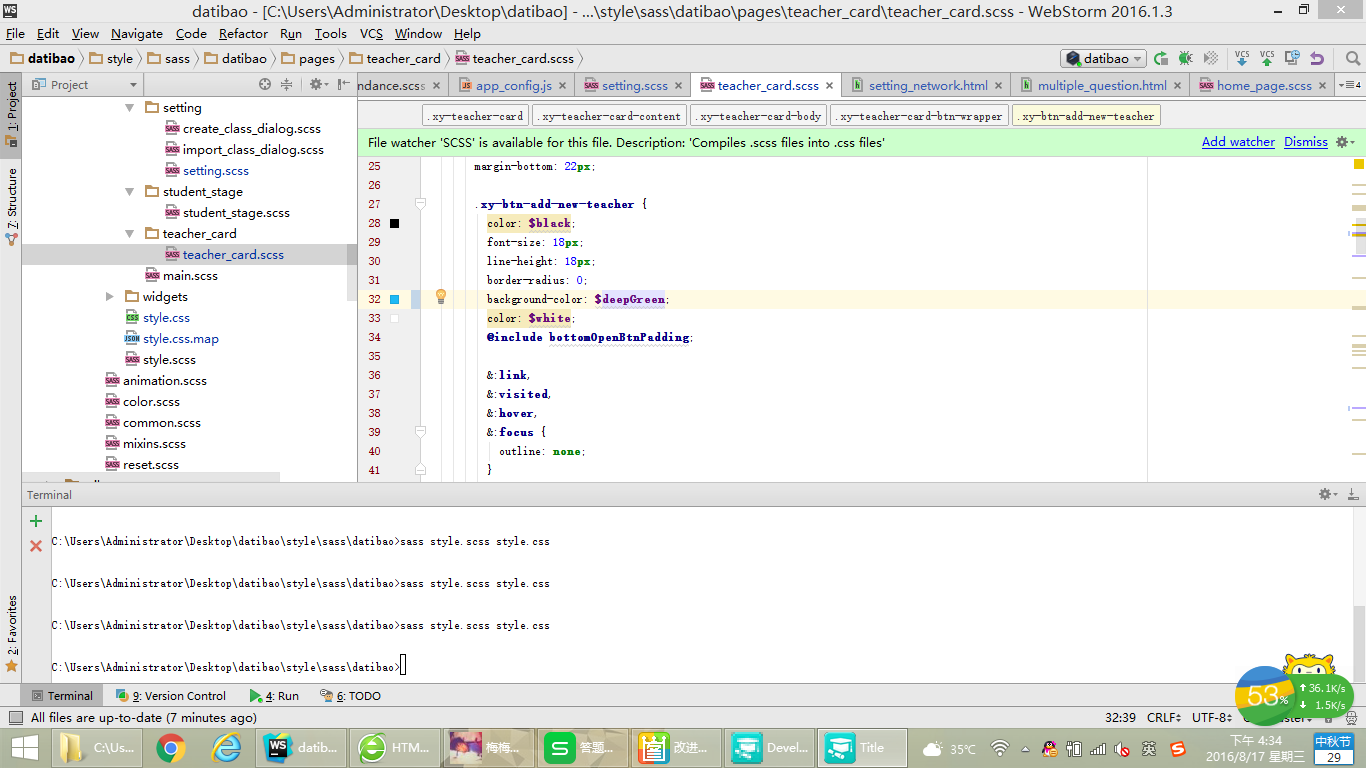 datibao - [C:\Users\Administrator\Desktop\datibao] - ...\style\sass\datibao\pages\teacher_card\teacher_card.scss - WebStorm 2016.1.3
File Edit View Navigate Code Refactor Run Tools VCS Window Help
datibao style sass datibao pages teacher_card teacher_card.scss datibao VCS VCS
Project ndance.scss app_config.js setting.scss teacher_card.scss setting_network.html multiple_question.html home_page.scss 4
1: Project
Z: Structure
2: Favorites
setting
create_class_dialog.scss
import_class_dialog.scss
setting.scss
student_stage
student_stage.scss
teacher_card
teacher_card.scss
main.scss
widgets
style.css
style.css.map
style.scss
animation.scss
color.scss
common.scss
mixins.scss
reset.scss
.xy-teacher-card .xy-teacher-card-content .xy-teacher-card-body .xy-teacher-card-btn-wrapper .xy-btn-add-new-teacher
File watcher 'SCSS' is available for this file. Description: 'Compiles .scss files into .css files' Add watcher Dismiss
25 margin-bottom: 22px;
26
27 .xy-btn-add-new-teacher {
28 color: $black;
29 font-size: 18px;
30 line-height: 18px;
31 border-radius: 0;
32 background-color: $deepGreen;
33 color: $white;
34 @include bottomOpenBtnPadding;
35
36 &:link,
37 &:visited,
38 &:hover,
39 &:focus {
40 outline: none;
41 }
Terminal
C:\Users\Administrator\Desktop\datibao\style\sass\datibao>sass style.scss style.css
C:\Users\Administrator\Desktop\datibao\style\sass\datibao>sass style.scss style.css
C:\Users\Administrator\Desktop\datibao\style\sass\datibao>sass style.scss style.css
C:\Users\Administrator\Desktop\datibao\style\sass\datibao>
Terminal 9: Version Control 4: Run 6: TODO
53% 36.1K/s
1.5K/s
All files are up-to-date (7 minutes ago) 32:39 CRLF UTF-8
C:\Us... datib... HTM... 梅梅... 答题... 改进... Devel... Title 35℃ 英
下午 4:34
2016/8/17 星期三
中秋节
29